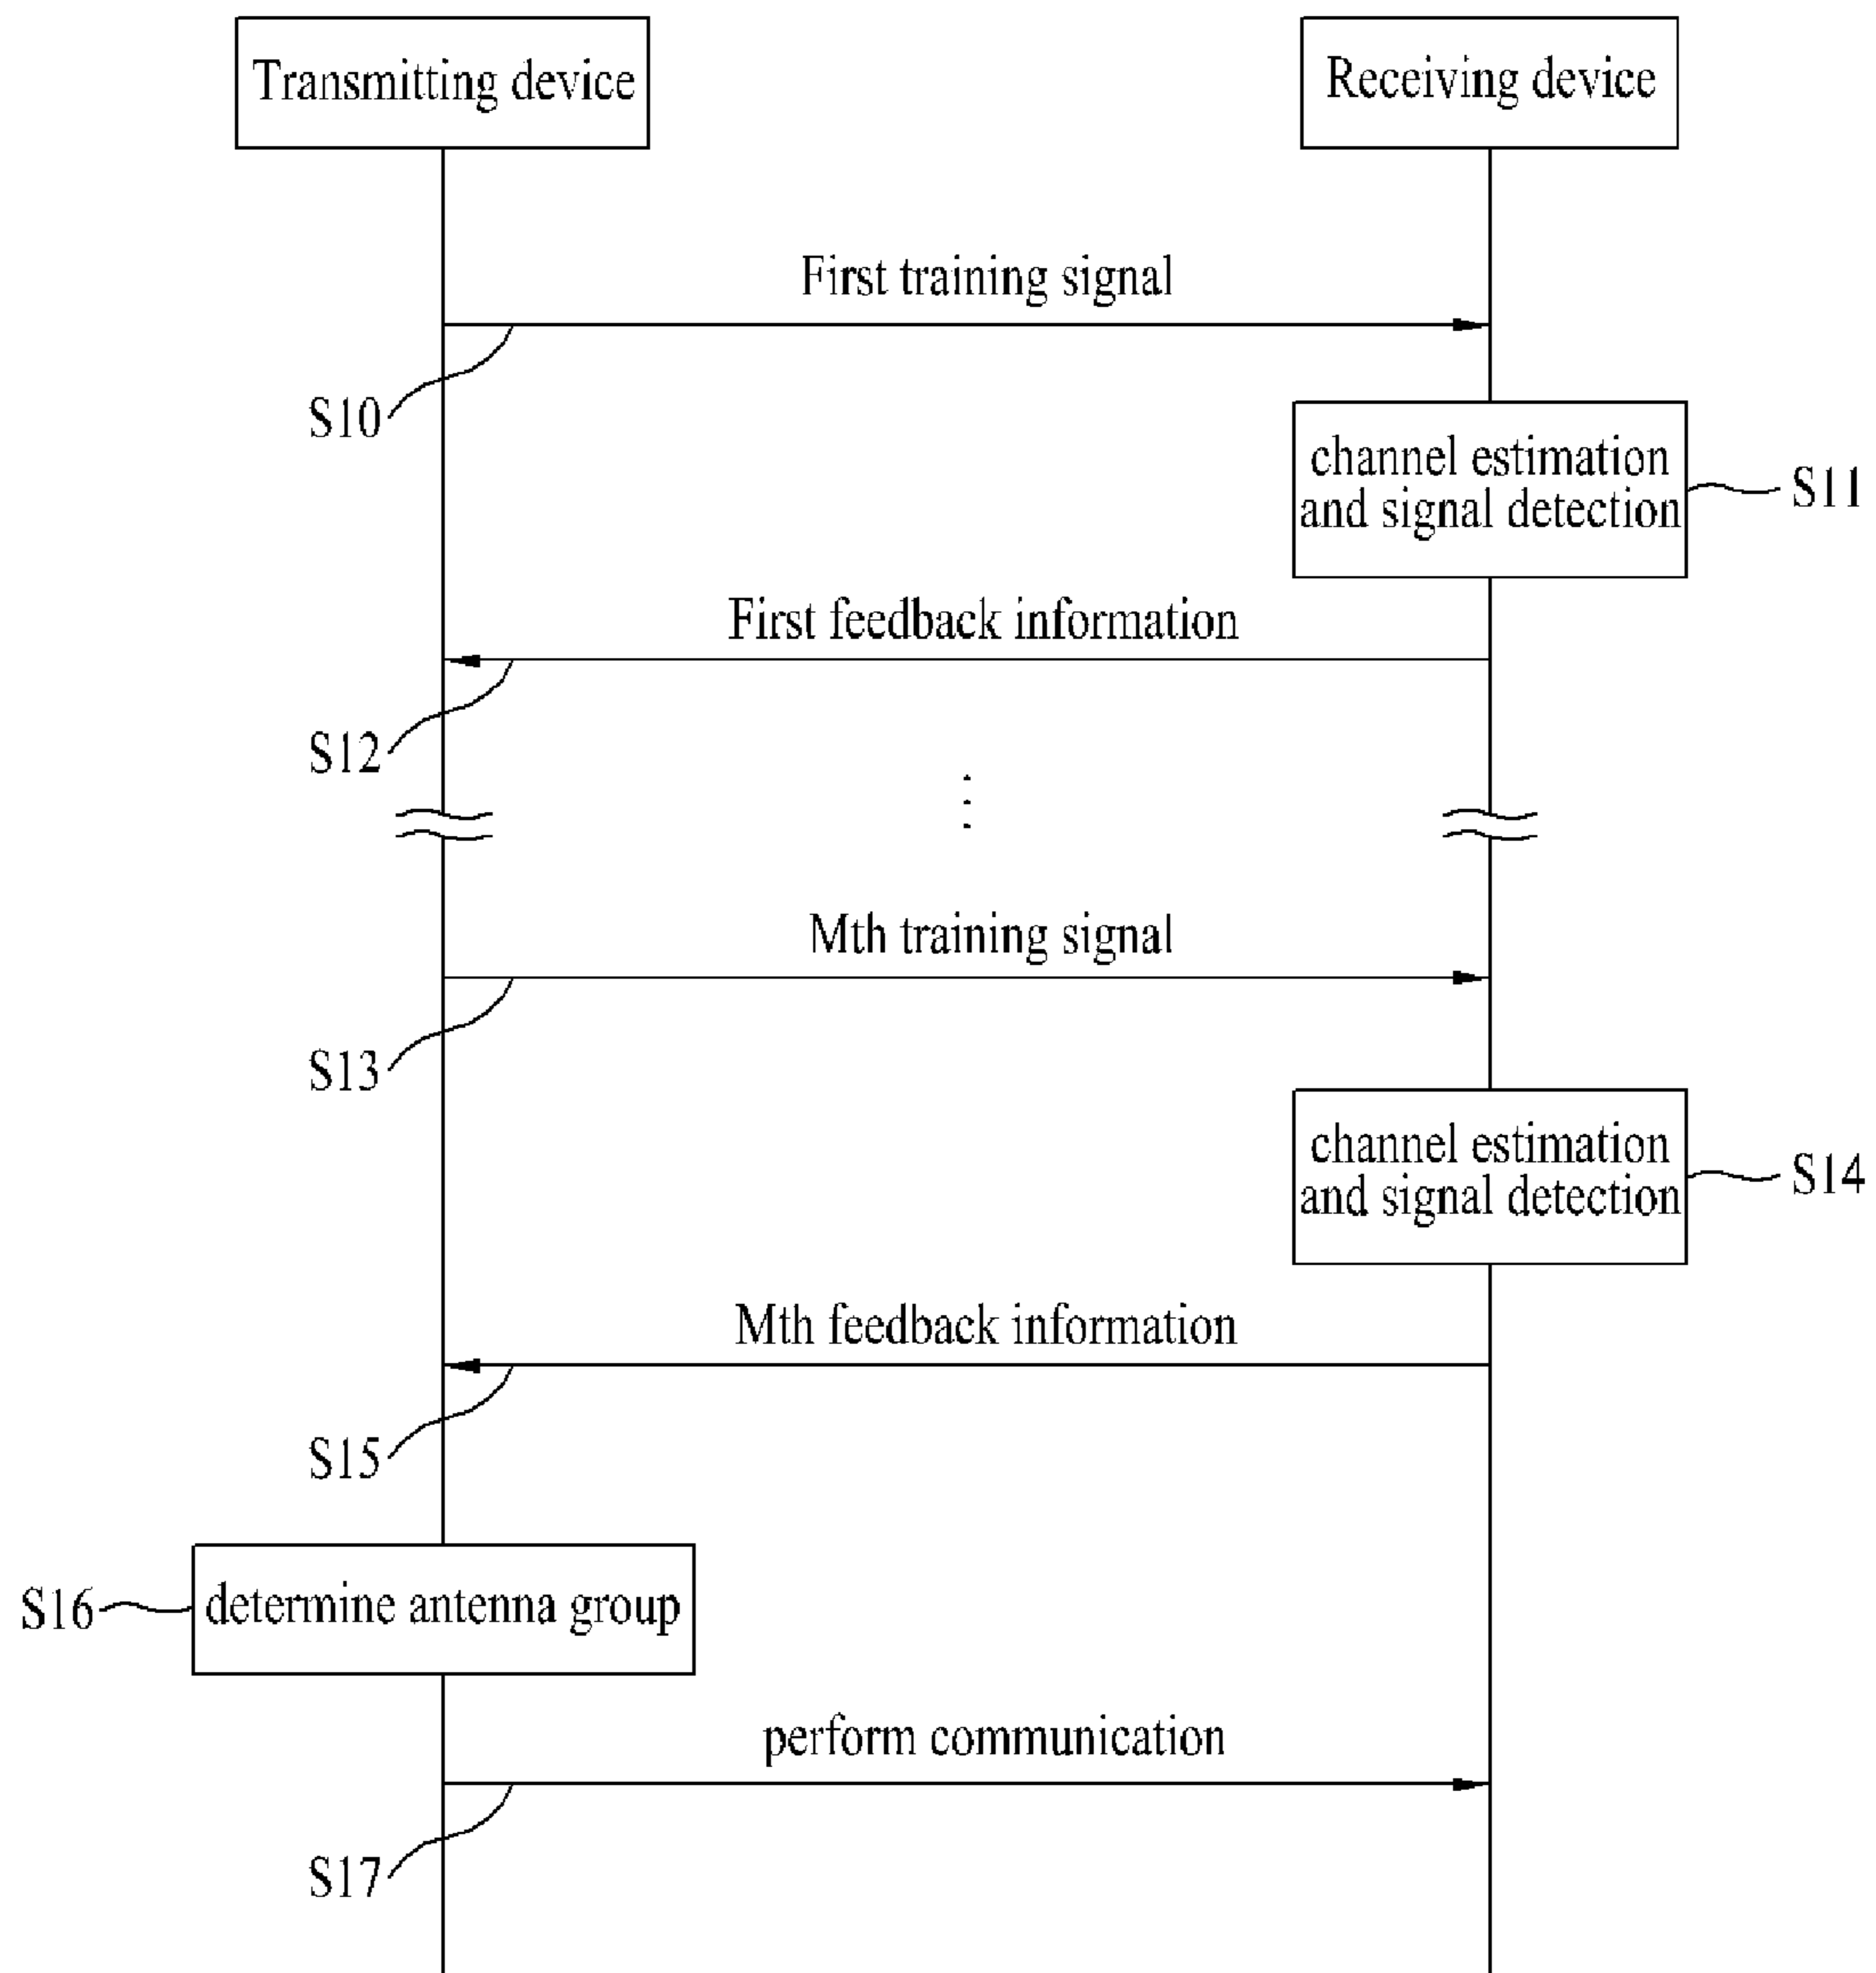 Transmitting device
Receiving device
First training signal
S10
channel estimation
and signal detection
S11
First feedback information
S12
Mth training signal
S13
channel estimation
and signal detection
S14
Mth feedback information
S15
S16
determine antenna group
perform communication
S17